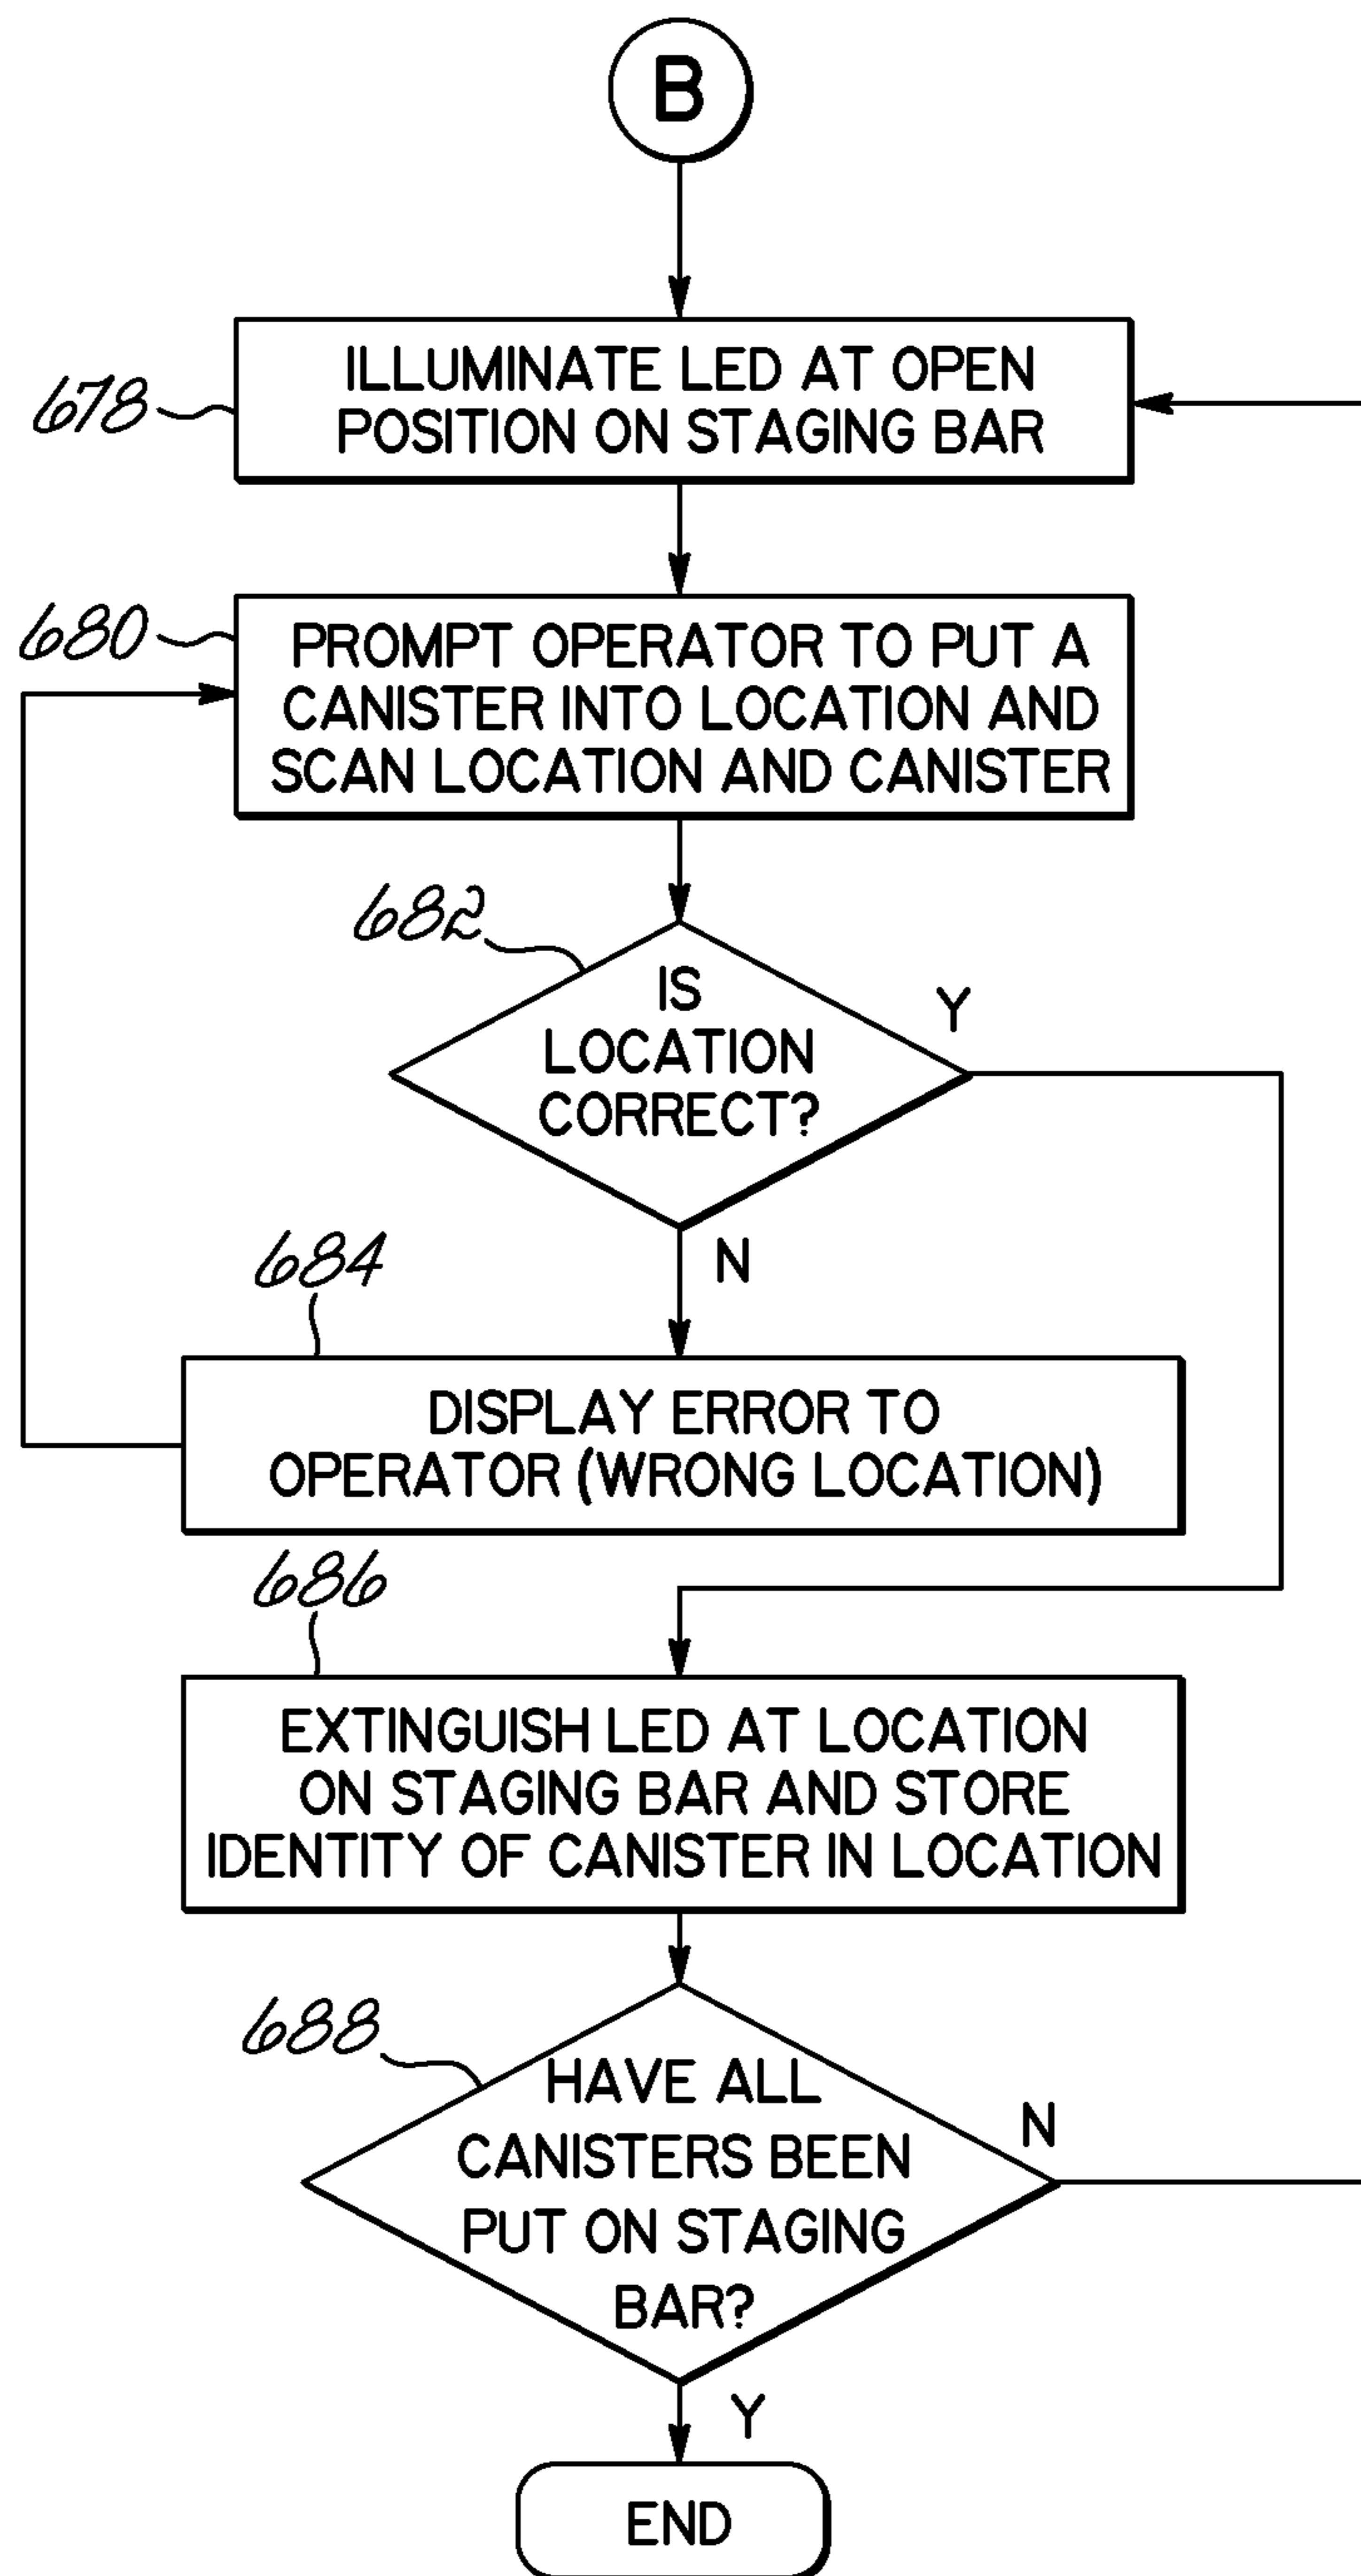 B
678
ILLUMINATE LED AT OPEN
POSITION ON STAGING BAR
680
PROMPT OPERATOR TO PUT A
CANISTER INTO LOCATION AND
SCAN LOCATION AND CANISTER
682
IS
LOCATION
CORRECT?
Y
N
684
DISPLAY ERROR TO
OPERATOR (WRONG LOCATION)
686
EXTINGUISH LED AT LOCATION
ON STAGING BAR AND STORE
IDENTITY OF CANISTER IN LOCATION
688
HAVE ALL
CANISTERS BEEN
PUT ON STAGING
BAR?
N
Y
END